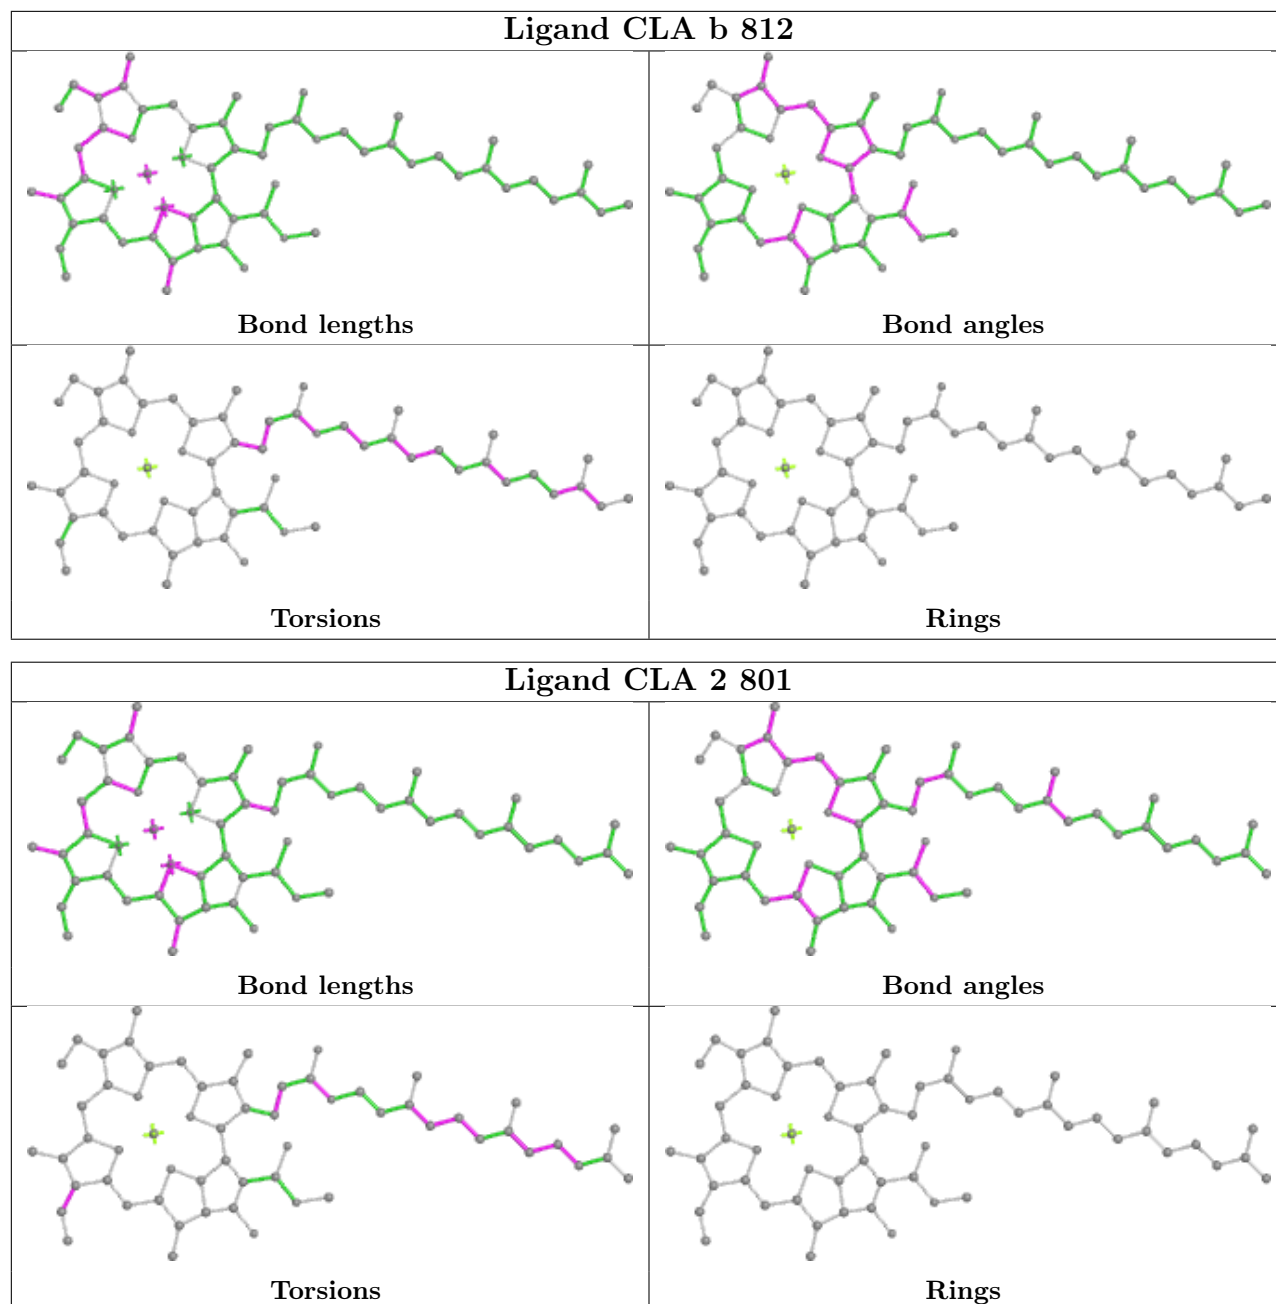 Ligand CLA b 812
Bond lengths
Bond angles
Torsions
Rings
Ligand CLA 2 801
Bond lengths
Bond angles
Torsions
Rings